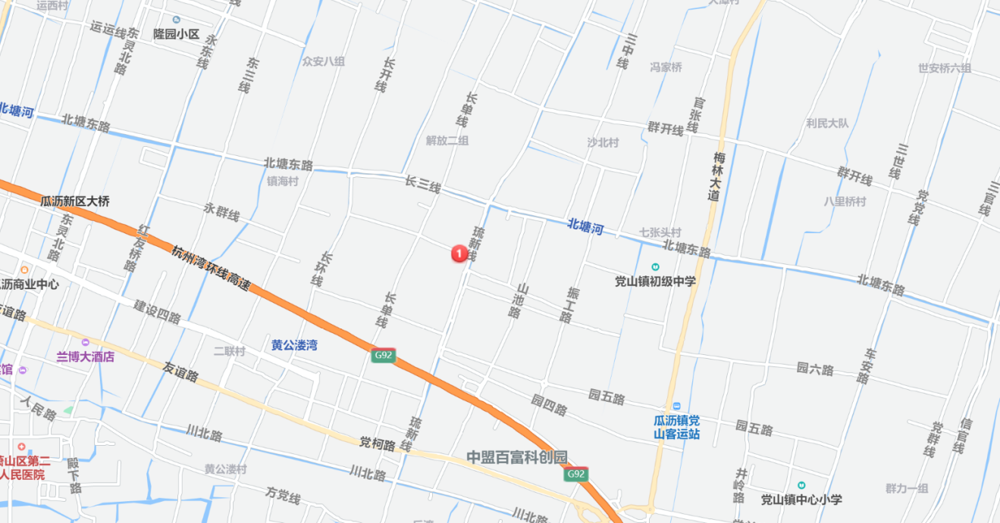 运西村
大潭村
运运线
东灵北路
隆园小区
永东线
东三线
众安八组
长开线
三中线
冯家桥
世安桥六组
长单线
官张线
北塘河
北塘东路
解放二组
沙北村
群开线
利民大队
三世线
梅林大道
北塘东路
镇海村
长三线
群开线
八里桥村
党党线
三官线
瓜沥新区大桥
永群线
东灵北路
红友桥路
琉新线
北塘河
七张头村
北塘东路
1
杭州湾环线高速
长环线
党山镇初级中学
沥商业中心
北塘东路
山池路
振工路
长单线
友谊路
建设四路
黄公溇湾
二联村
兰博大酒店
G92
宾馆
友谊路
车安路
园六路
园五路
园四路
人民路
瓜沥镇党
山客运站
园五路
川北路
琉新线
党柯路
党群线
信官线
萧山区第二
人民医院
殿下路
黄公溇村
川北路
中盟百富科创园
G92
井岭路
党山镇中心小学
群力一组
方党线
川北路